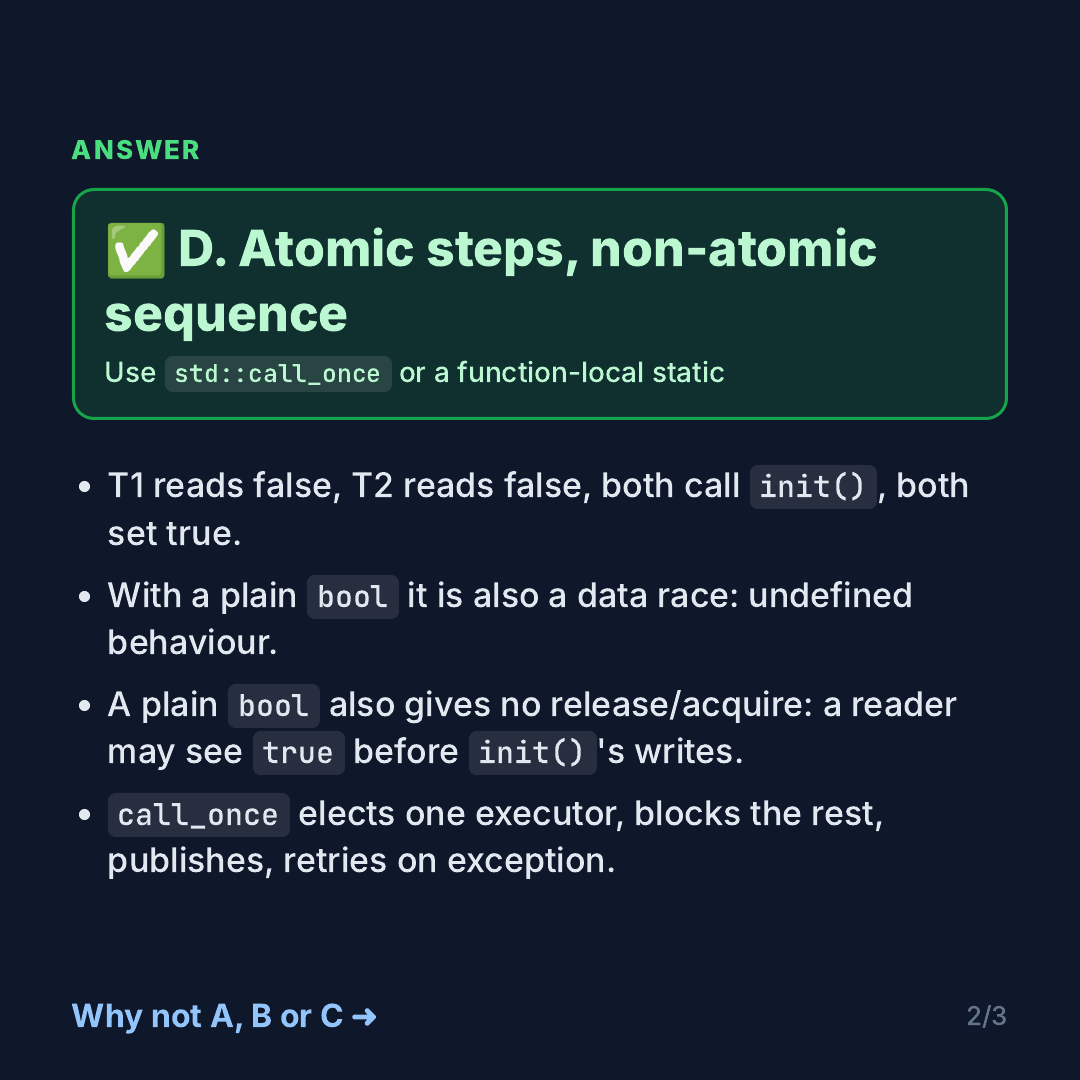 ANSWER
✅ D. Atomic steps, non-atomic
sequence
Use std::call_once or a function-local static
• T1 reads false, T2 reads false, both call init(), both
set true.
• With a plain bool it is also a data race: undefined
behaviour.
• A plain bool also gives no release/acquire: a reader
may see true before init()'s writes.
• call_once elects one executor, blocks the rest,
publishes, retries on exception.
Why not A, B or C ➜
2/3